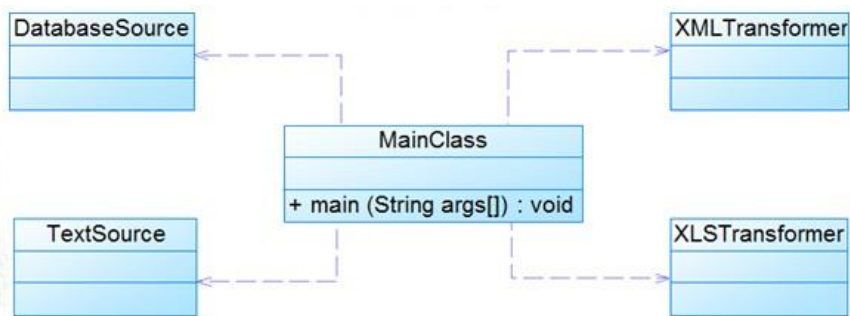 DatabaseSource
XMLTransformer
MainClass
+ main (String args[]) : void
TextSource
XLSTransformer